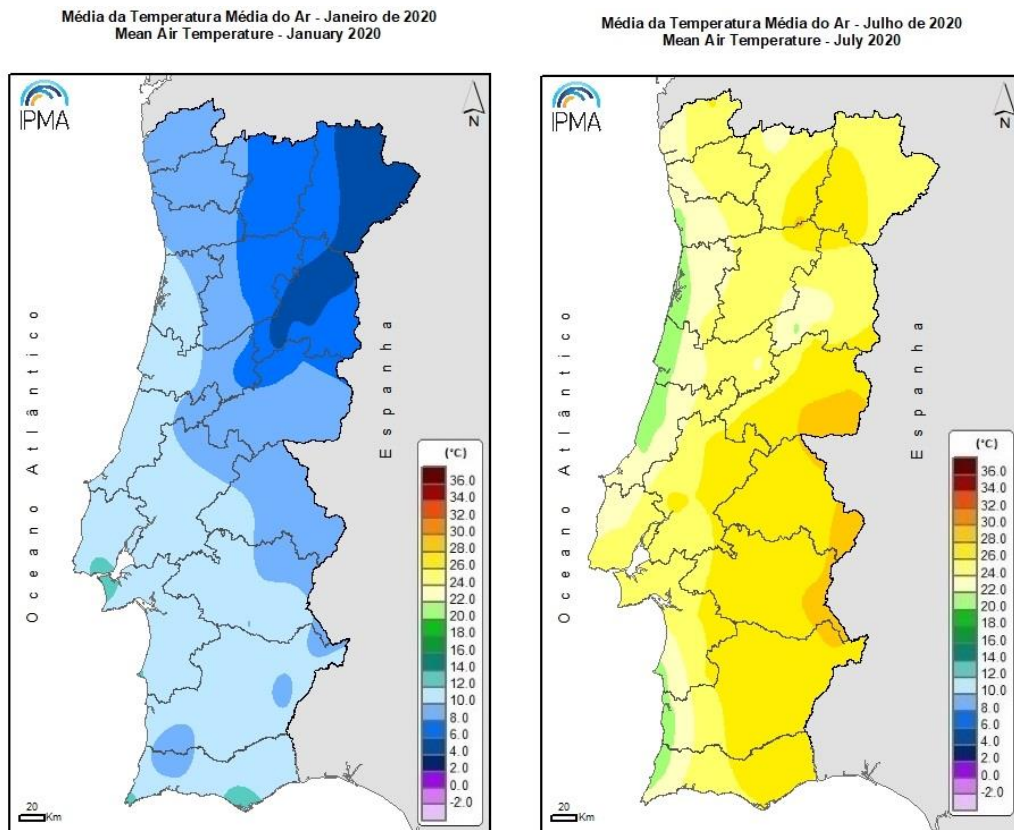 Média da Temperatura Média do Ar - Janeiro de 2020
Mean Air Temperature - January 2020
IPMA
N
Oceano Atlântico
Espanha
(°C)
36.0
34.0
32.0
30.0
28.0
26.0
24.0
22.0
20.0
18.0
16.0
14.0
12.0
10.0
8.0
6.0
4.0
2.0
0.0
-2.0
20
Km
Média da Temperatura Média do Ar - Julho de 2020
Mean Air Temperature - July 2020
IPMA
N
Oceano Atlântico
Espanha
(°C)
36.0
34.0
32.0
30.0
28.0
26.0
24.0
22.0
20.0
18.0
16.0
14.0
12.0
10.0
8.0
6.0
4.0
2.0
0.0
-2.0
20
Km